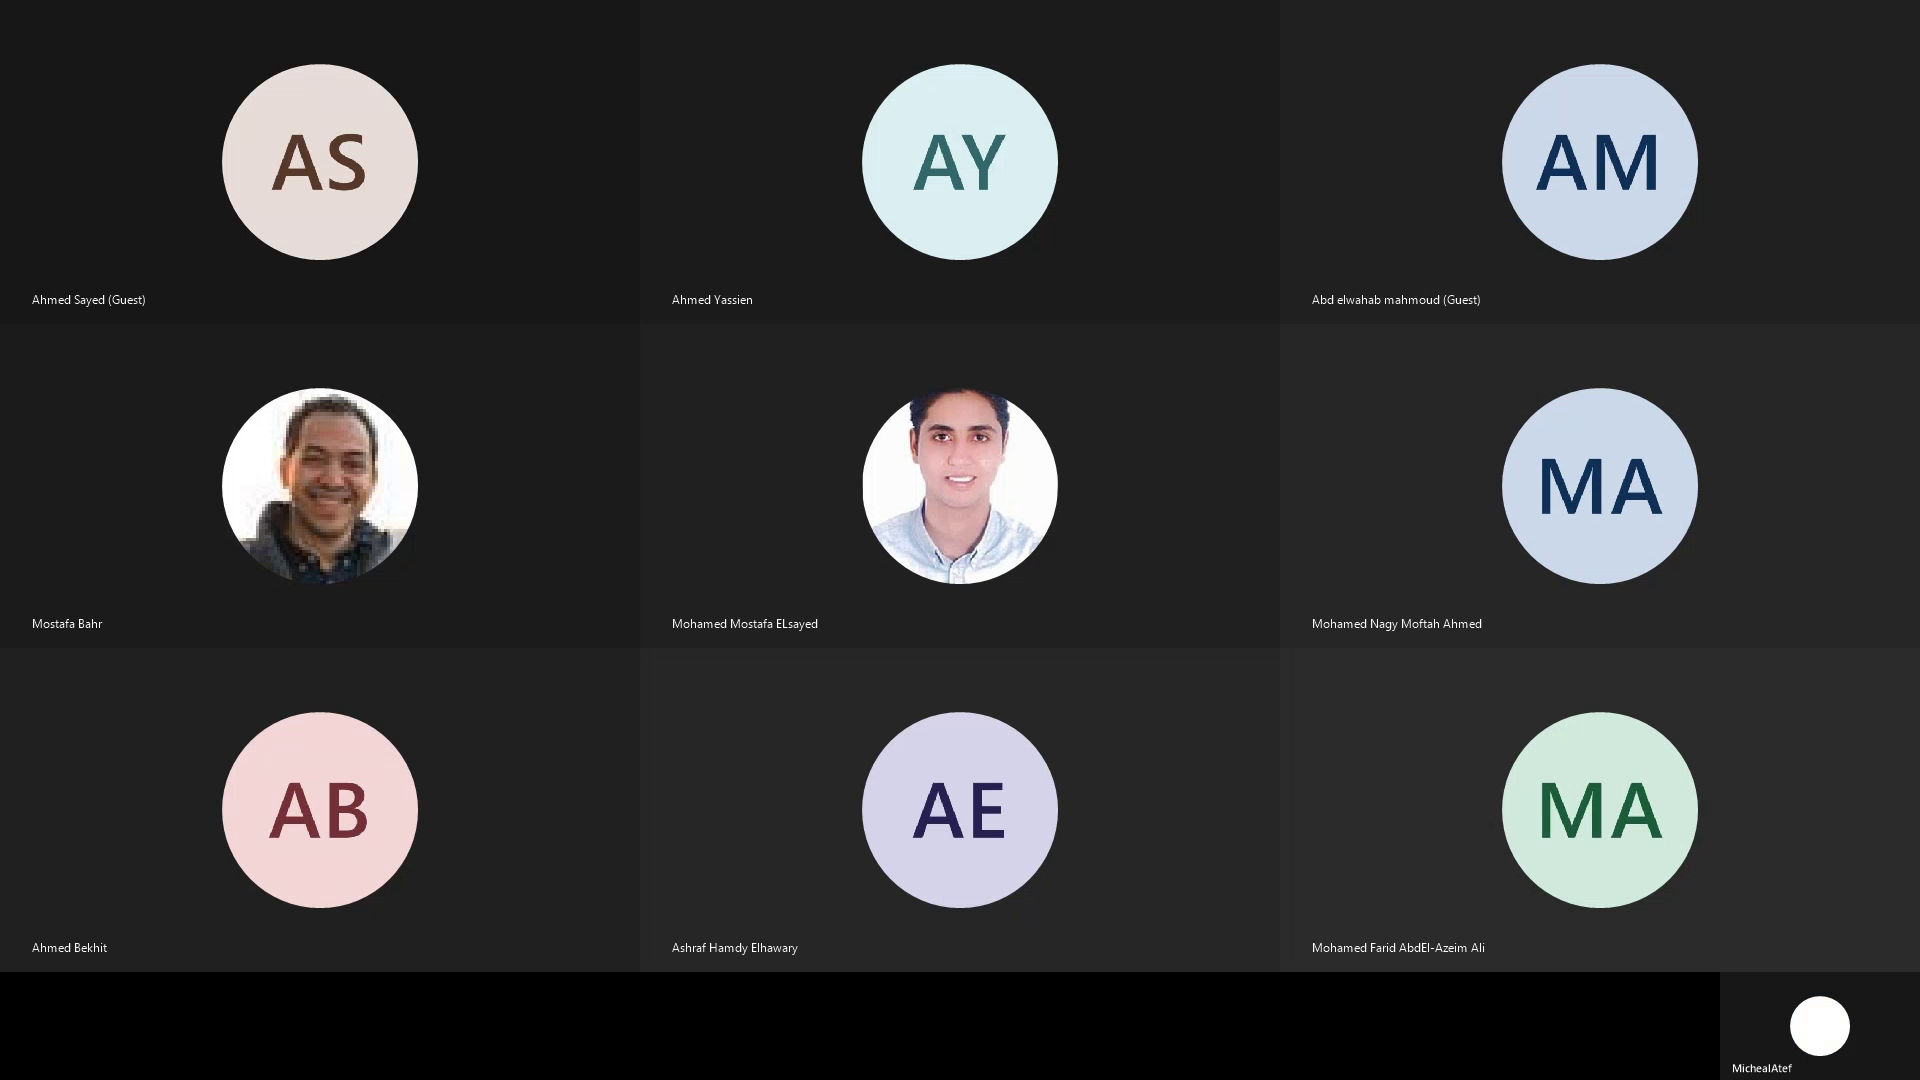 AS
AY
AM
Ahmed Sayed (Guest)
Ahmed Yassien
Abd elwahab mahmoud (Guest)
MA
Mostafa Bahr
Mohamed Mostafa ELsayed
Mohamed Nagy Moftah Ahmed
AB
AE
MA
Ahmed Bekhit
Ashraf Hamdy Elhawary
Mohamed Farid AbdEl-Azeim Ali
MichealAtef